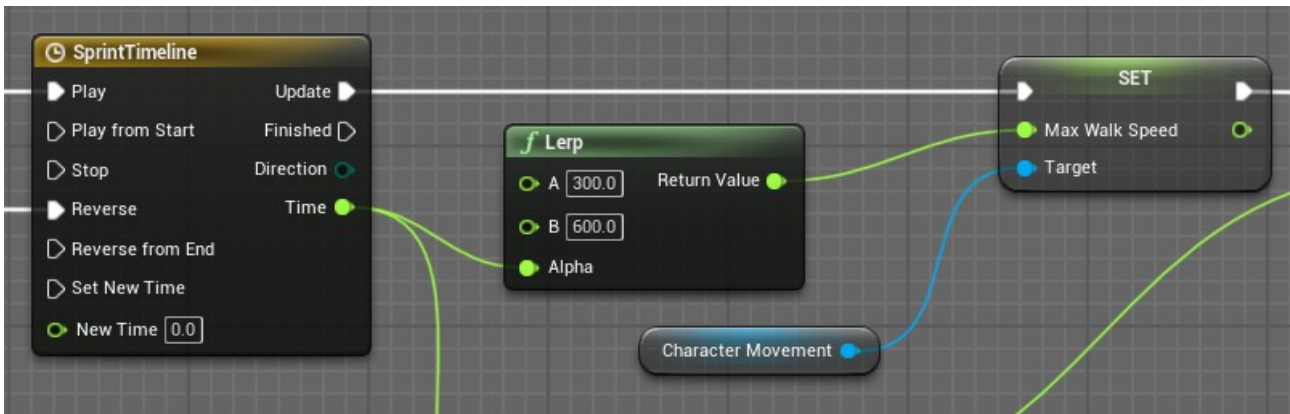 SprintTimeline
Play
Update
Play from Start
Finished
Stop
Direction
Reverse
Time
Reverse from End
Set New Time
New Time 0.0
f Lerp
A 300.0
Return Value
B 600.0
Alpha
Character Movement
SET
Max Walk Speed
Target